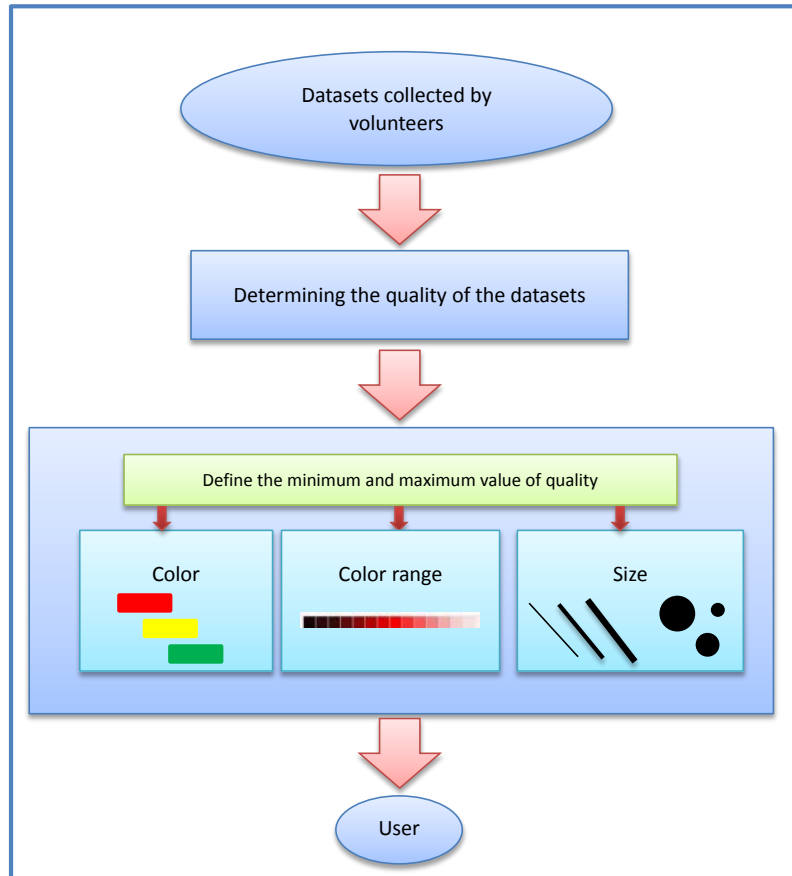 Datasets collected by
volunteers
Determining the quality of the datasets
Define the minimum and maximum value of quality
Color
Color range
Size
User